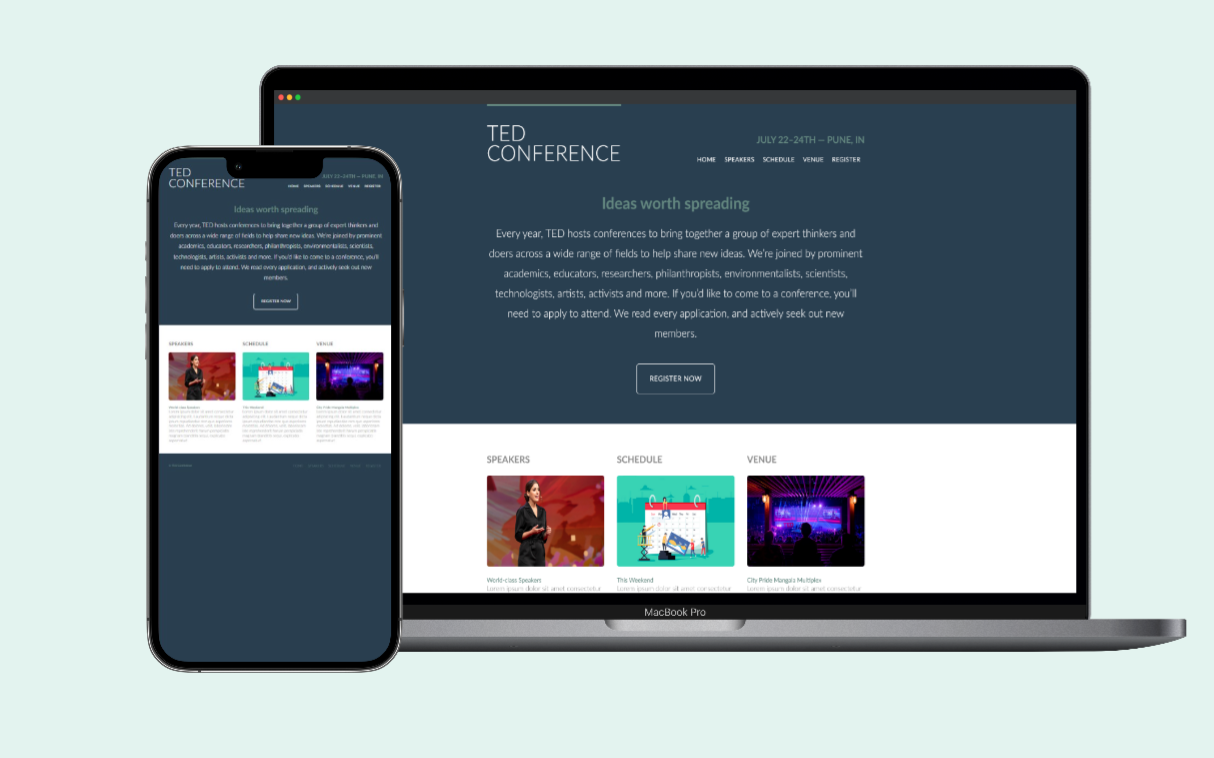 TED
CONFERENCE
JULY 22–24TH — PUNE, IN
HOME SPEAKERS SCHEDULE VENUE REGISTER
Ideas worth spreading
Every year, TED hosts conferences to bring together a group of expert thinkers and
doers across a wide range of fields to help share new ideas. We're joined by prominent
academics, educators, researchers, philanthropists, environmentalists, scientists,
technologists, artists, activists and more. If you'd like to come to a conference, you'll
need to apply to attend. We read every application, and actively seek out new
members.
REGISTER NOW
SPEAKERS SCHEDULE VENUE
World-class Speakers This Weekend City Pride Mangala Multiplex
Lorem ipsum dolor sit amet consectetur Lorem ipsum dolor sit amet consectetur Lorem ipsum dolor sit amet consectetur
MacBook Pro
TED
CONFERENCE
JULY 22–24TH — PUNE, IN
HOME SPEAKERS SCHEDULE VENUE REGISTER
Ideas worth spreading
Every year, TED hosts conferences to bring together a group of expert thinkers and
doers across a wide range of fields to help share new ideas. We're joined by prominent
academics, educators, researchers, philanthropists, environmentalists, scientists,
technologists, artists, activists and more. If you'd like to come to a conference, you'll
need to apply to attend. We read every application, and actively seek out new
members.
REGISTER NOW
SPEAKERS SCHEDULE VENUE
World-class Speakers This Weekend City Pride Mangala Multiplex